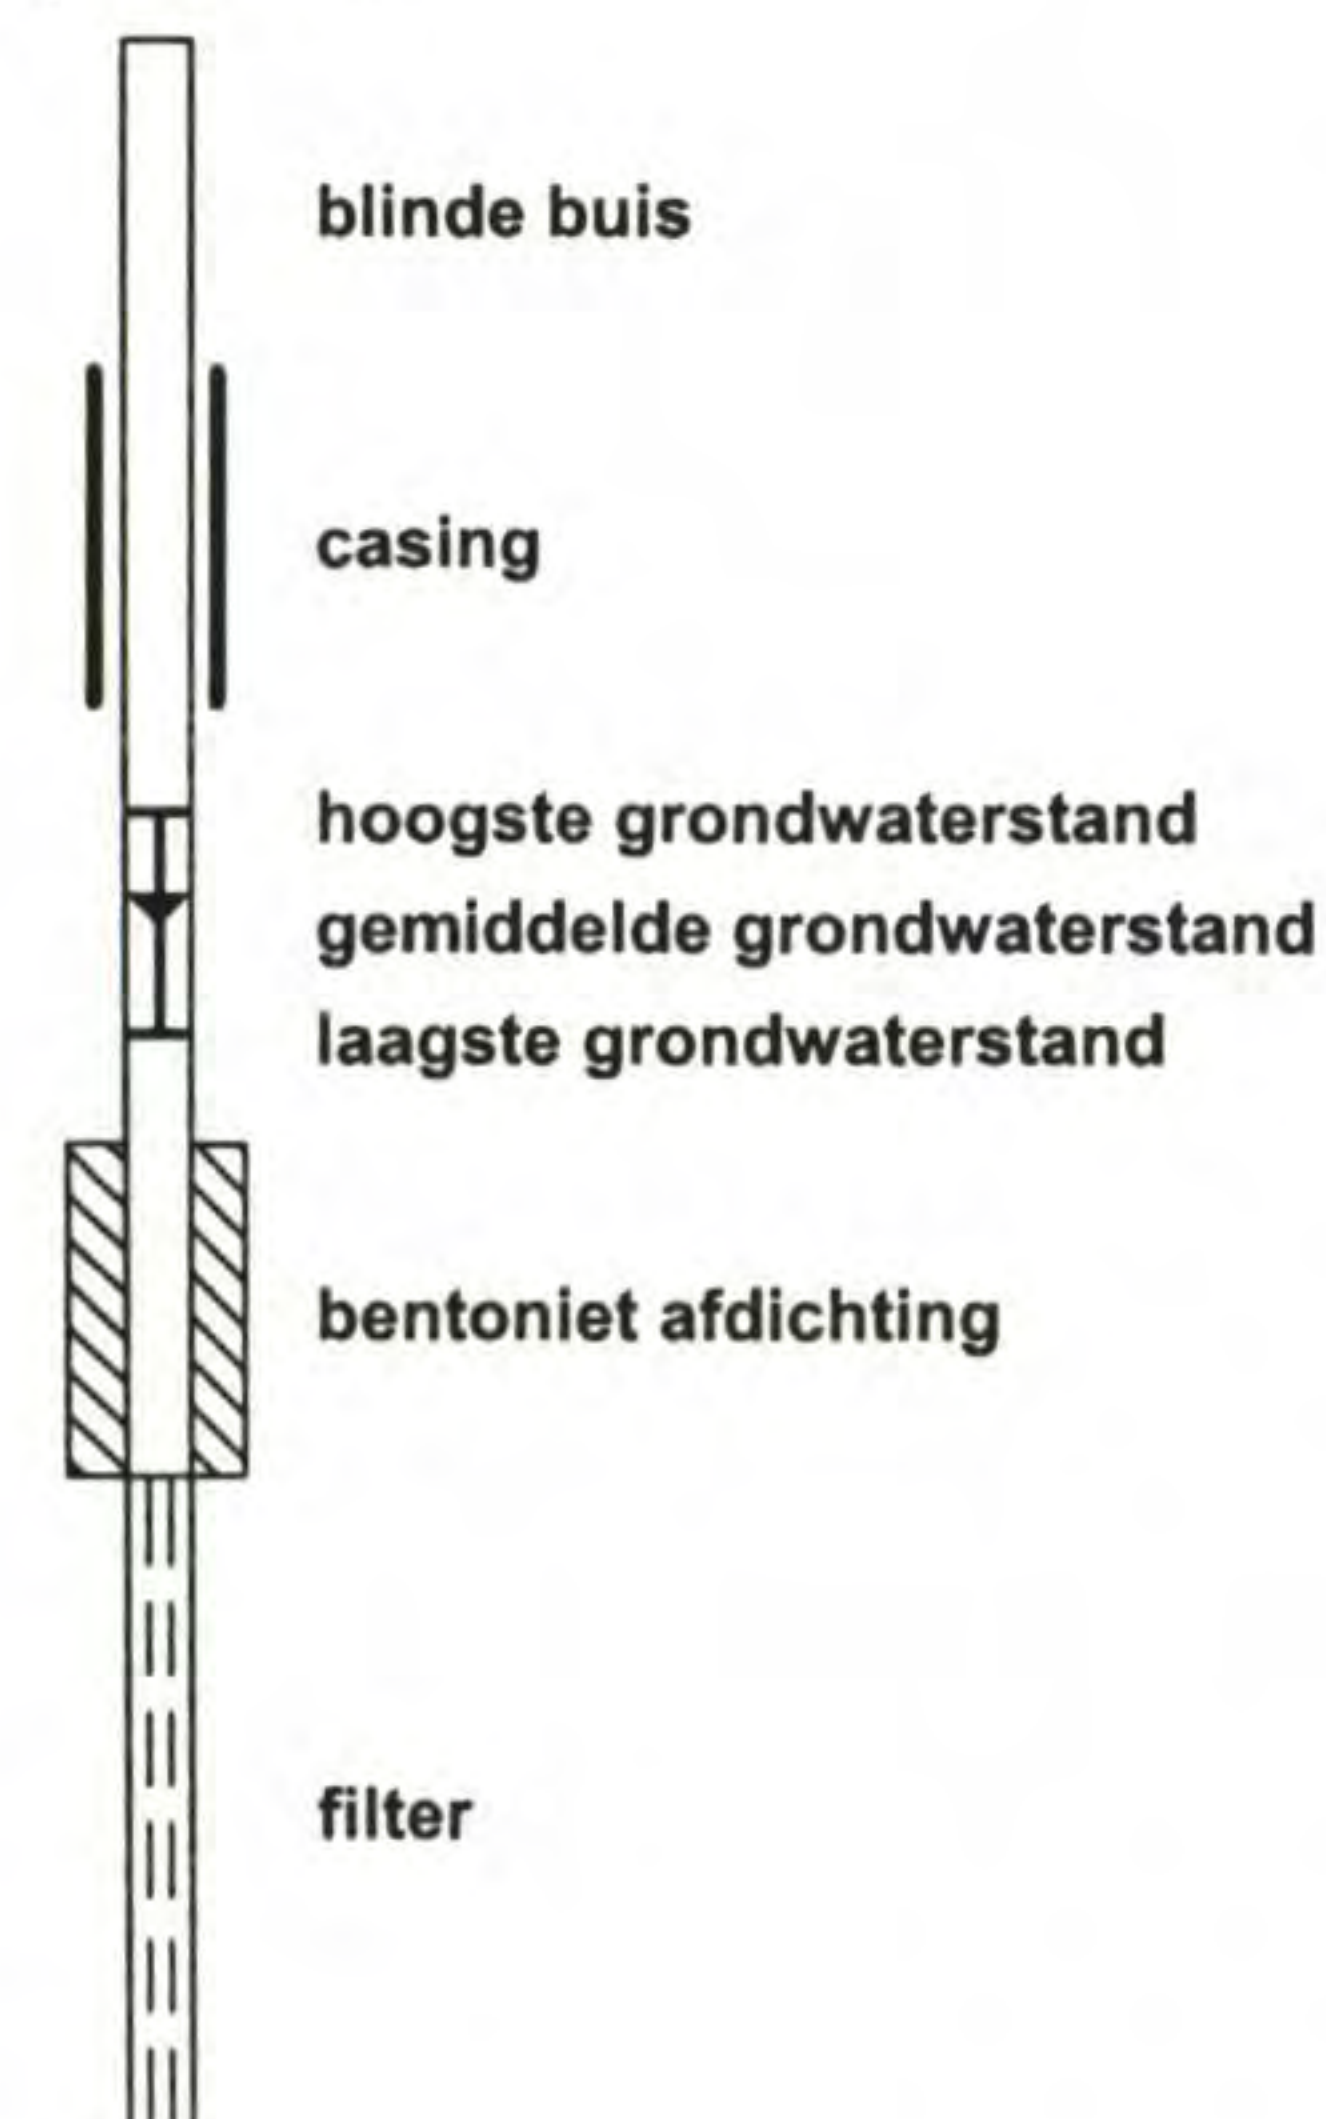 blinde buis
casing
hoogste grondwaterstand
gemiddelde grondwaterstand
laagste grondwaterstand
bentoniet afdichting
filter